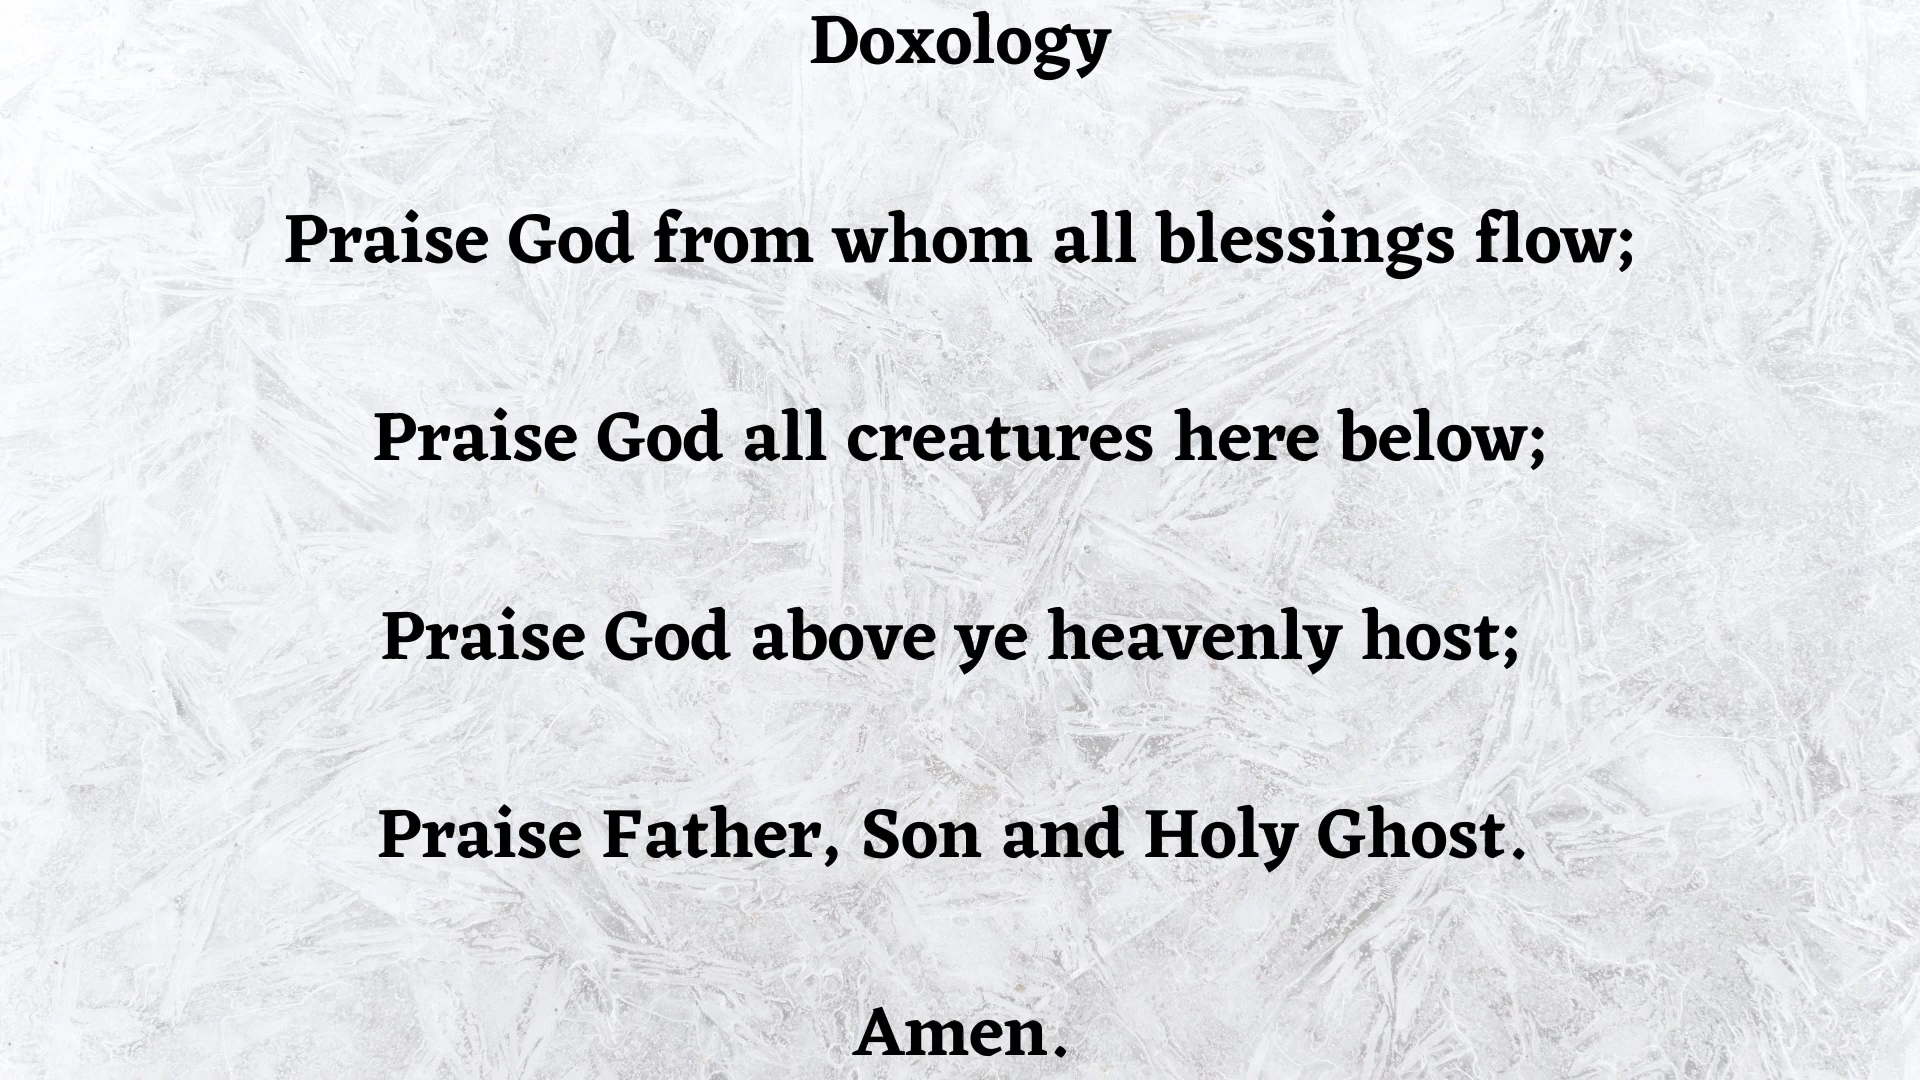 Doxology
Praise God from whom all blessings flow;
Praise God all creatures here below;
Praise God above ye heavenly host;
Praise Father, Son and Holy Ghost.
Amen.